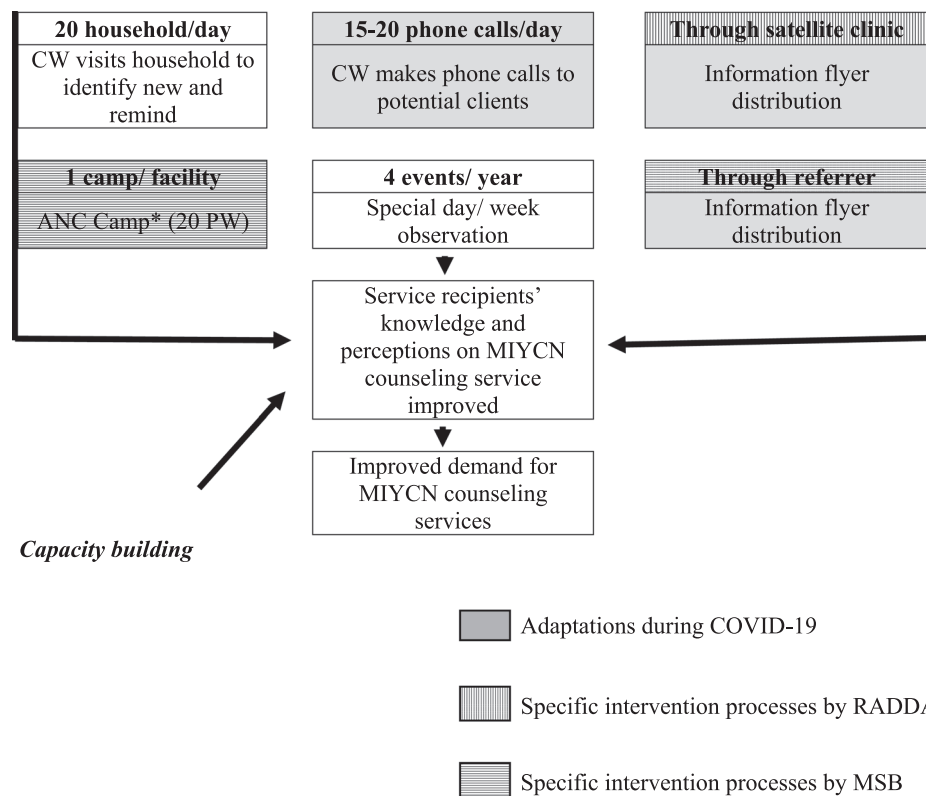 20 household/day
CW visits household to
identify new and
remind
15-20 phone calls/day
CW makes phone calls to
potential clients
Through satellite clinic
Information flyer
distribution
1 camp/ facility
ANC Camp* (20 PW)
4 events/ year
Special day/ week
observation
Through referrer
Information flyer
distribution
Service recipients’
knowledge and
perceptions on MIYCN
counseling service
improved
Improved demand for
MIYCN counseling
services
Capacity building
Adaptations during COVID-19
Specific intervention processes by RADDA
Specific intervention processes by MSB